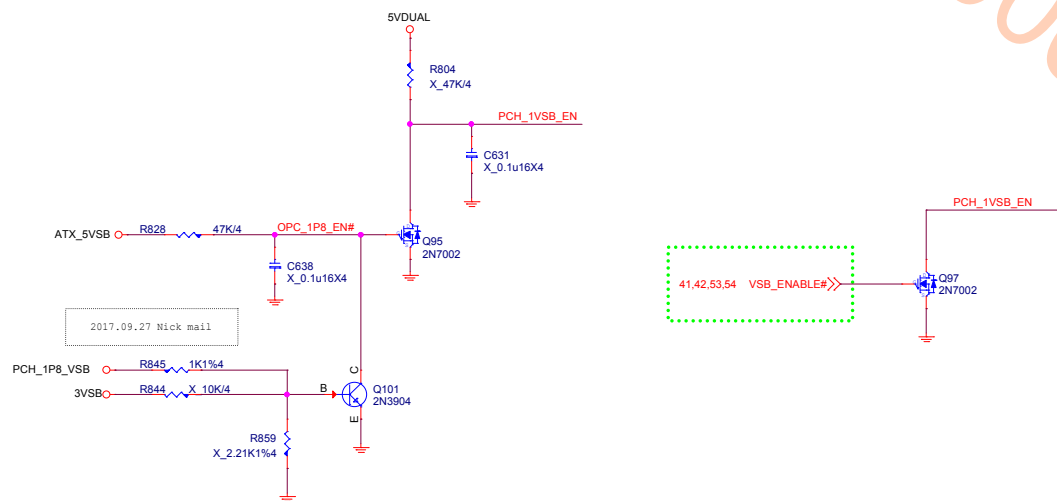 5VDUAL
R804
X_47K/4
PCH_1VSB_EN
C631
X_0.1u16X4
ATX_5VSB
R828
47K/4
OPC_1P8_EN#
Q95
2N7002
C638
X_0.1u16X4
2017.09.27 Nick mail
PCH_1P8_VSB
R845
1K1%4
3VSB
R844
X_10K/4
B
C
E
Q101
2N3904
R859
X_2.21K1%4
PCH_1VSB_EN
41,42,53,54 VSB_ENABLE#
Q97
2N7002